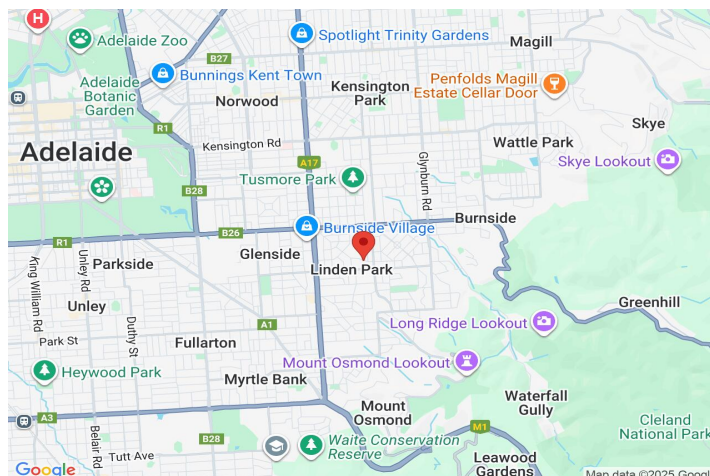 H
Adelaide Zoo
B27
Spotlight Trinity Gardens
Magill
Bunnings Kent Town
Adelaide
Botanic
Garden
Norwood
Kensington
Park
Penfolds Magill
Estate Cellar Door
R1
Kensington Rd
Wattle Park
Skye
Adelaide
A17
Skye Lookout
Tusmore Park
Glynburn Rd
B28
Burnside
R1
B26
Burnside Village
Glenside
Linden Park
King William Rd
Unley Rd
Parkside
Unley
Duthy St
Greenhill
A1
Long Ridge Lookout
Park St
Fullarton
Mount Osmond Lookout
Heywood Park
Myrtle Bank
Waterfall
Gully
Mount
Osmond
A3
Belair Rd
B28
M1
Cleland
National Park
Tutt Ave
Waite Conservation
Reserve
Leawood
Gardens
Google
Map data ©2025 Google